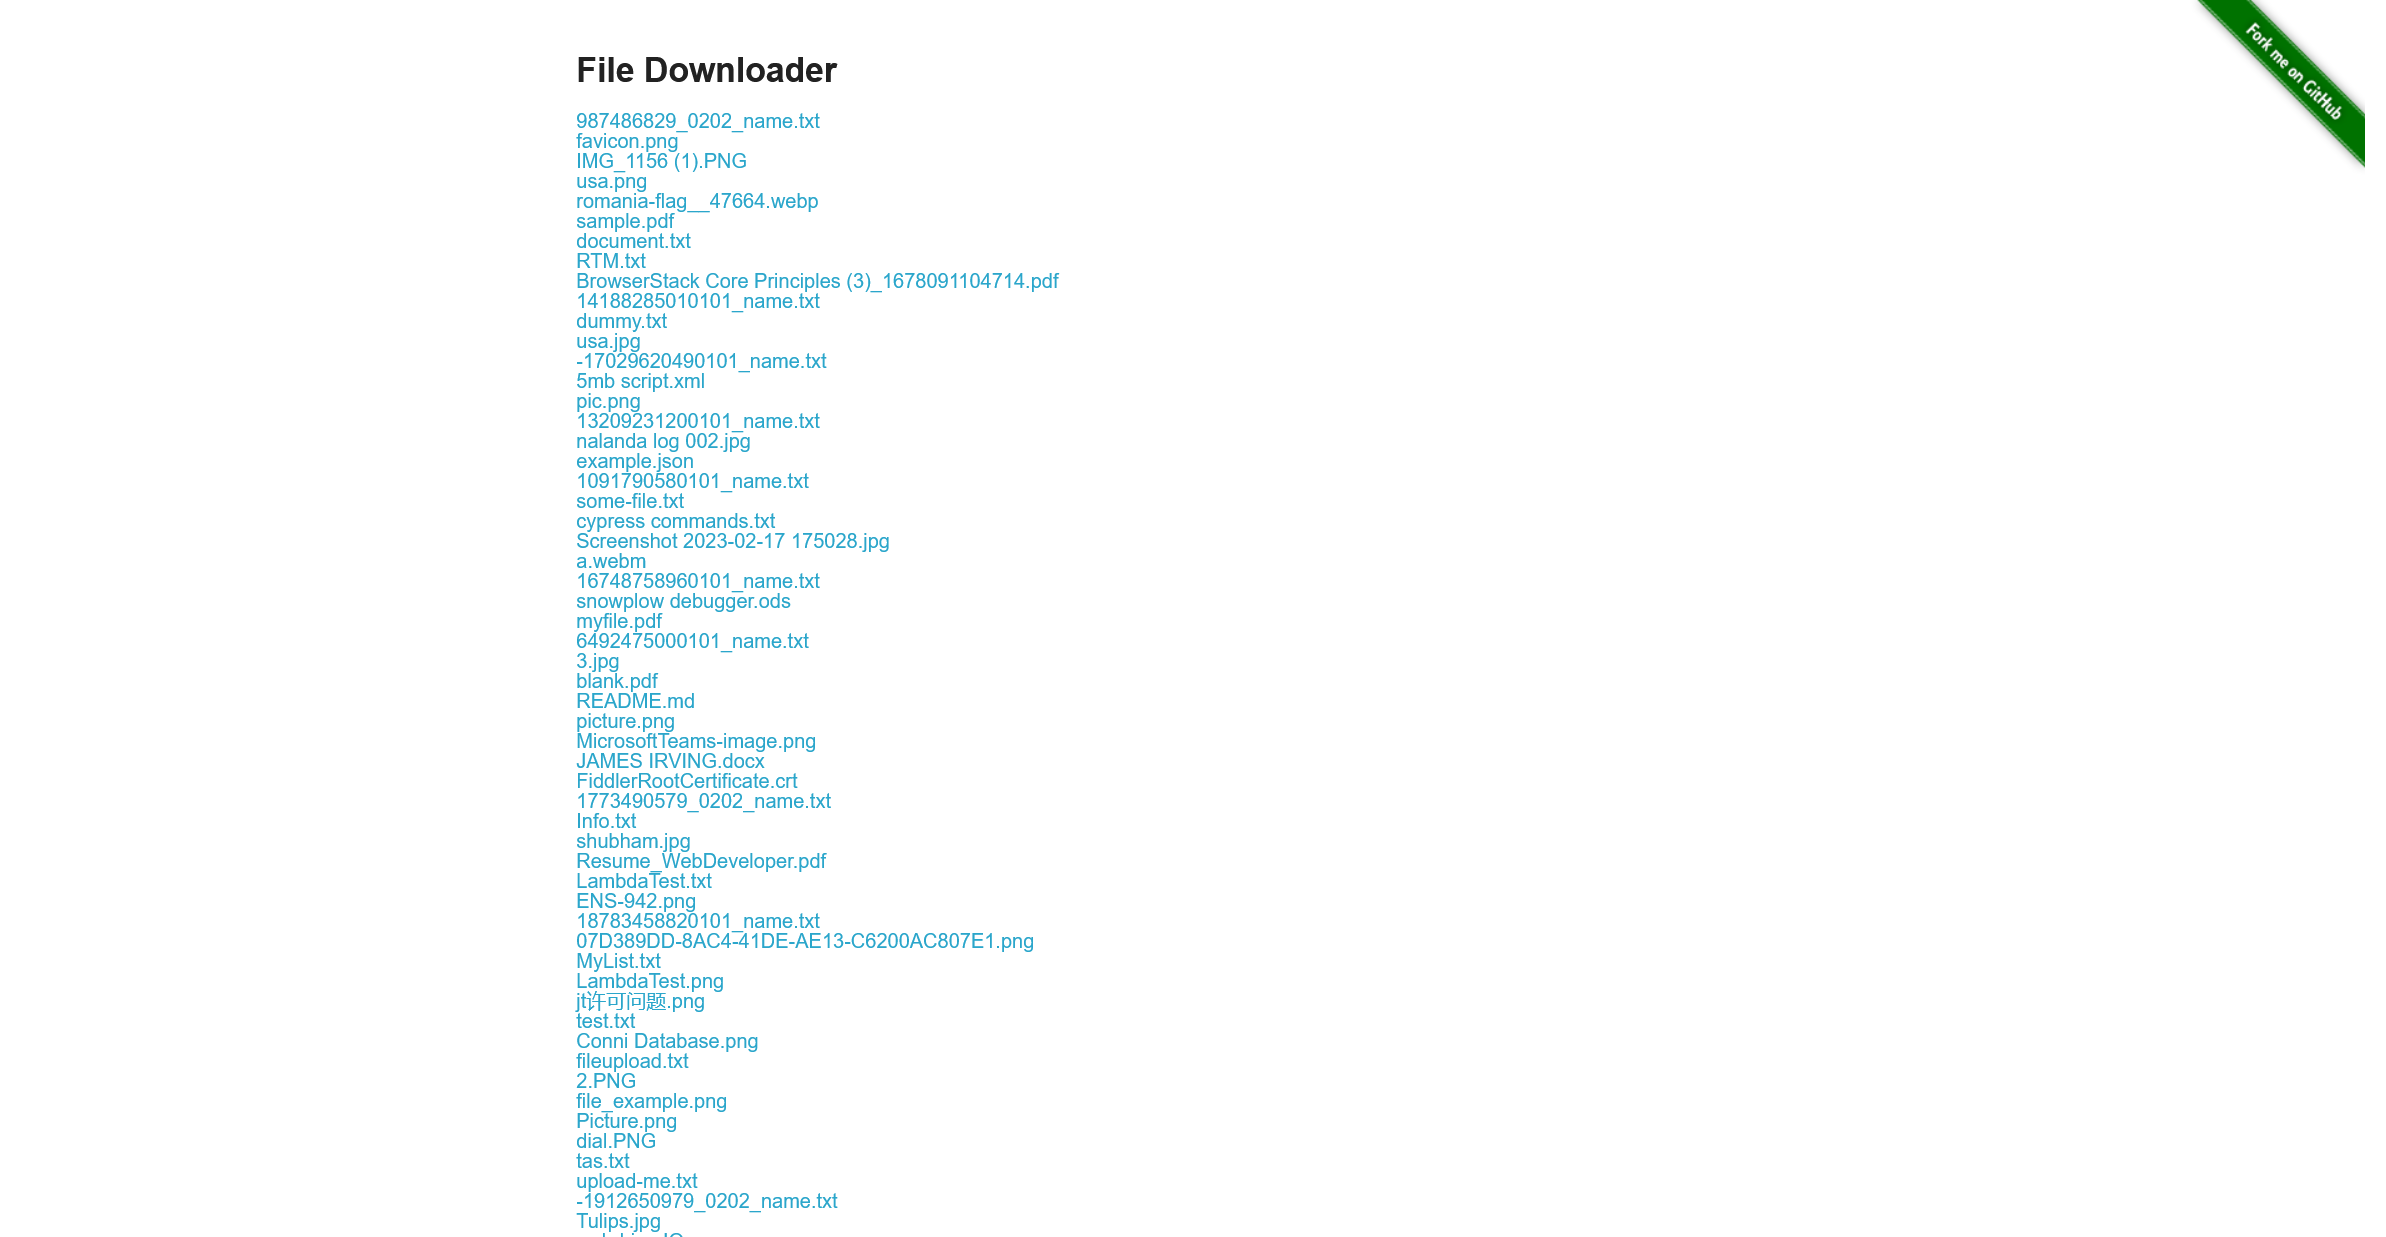 File Downloader
Fork me on GitHub
987486829_0202_name.txt
favicon.png
IMG_1156 (1).PNG
usa.png
romania-flag__47664.webp
sample.pdf
document.txt
RTM.txt
BrowserStack Core Principles (3)_1678091104714.pdf
14188285010101_name.txt
dummy.txt
usa.jpg
-17029620490101_name.txt
5mb script.xml
pic.png
13209231200101_name.txt
nalanda log 002.jpg
example.json
1091790580101_name.txt
some-file.txt
cypress commands.txt
Screenshot 2023-02-17 175028.jpg
a.webm
16748758960101_name.txt
snowplow debugger.ods
myfile.pdf
6492475000101_name.txt
3.jpg
blank.pdf
README.md
picture.png
MicrosoftTeams-image.png
JAMES IRVING.docx
FiddlerRootCertificate.crt
1773490579_0202_name.txt
Info.txt
shubham.jpg
Resume_WebDeveloper.pdf
LambdaTest.txt
ENS-942.png
18783458820101_name.txt
07D389DD-8AC4-41DE-AE13-C6200AC807E1.png
MyList.txt
LambdaTest.png
jt许可问题.png
test.txt
Conni Database.png
fileupload.txt
2.PNG
file_example.png
Picture.png
dial.PNG
tas.txt
upload-me.txt
-1912650979_0202_name.txt
Tulips.jpg